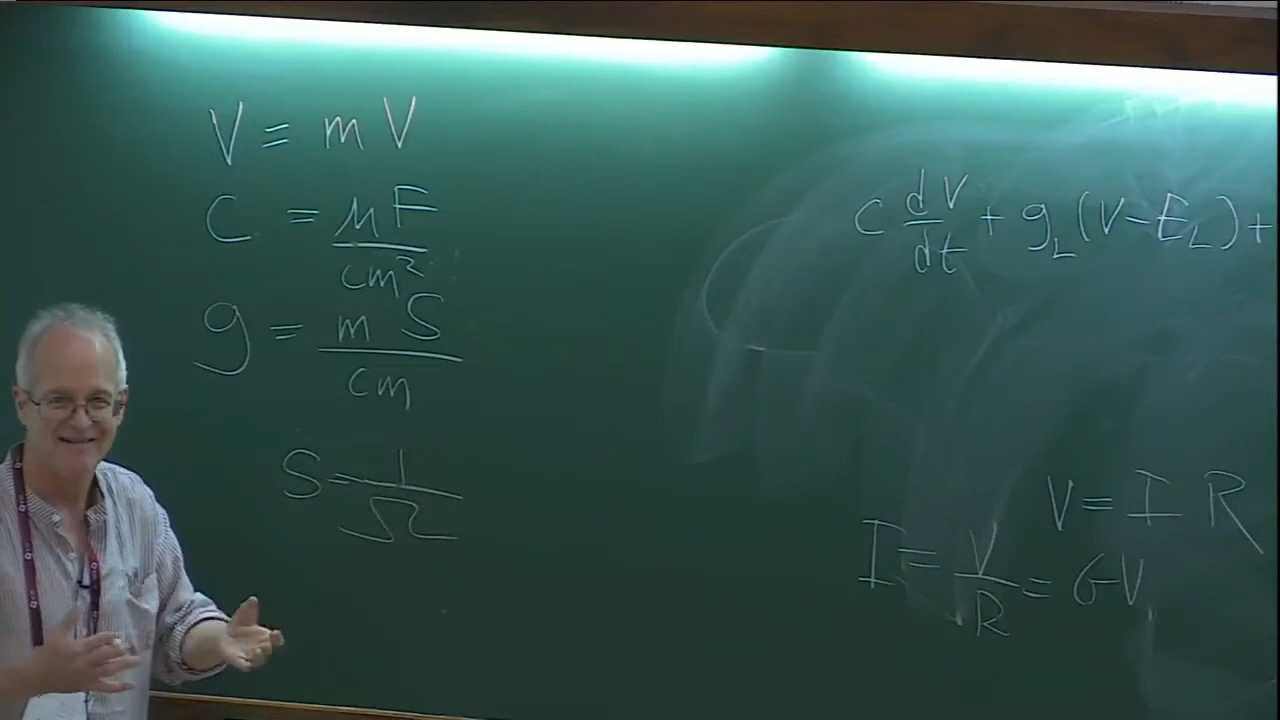 V = mV
C = μF/cm²
g = mS/cm
S = 1/Ω
C dV/dt + g_L (V - E_L) +
V = I R
I = V/R = GV